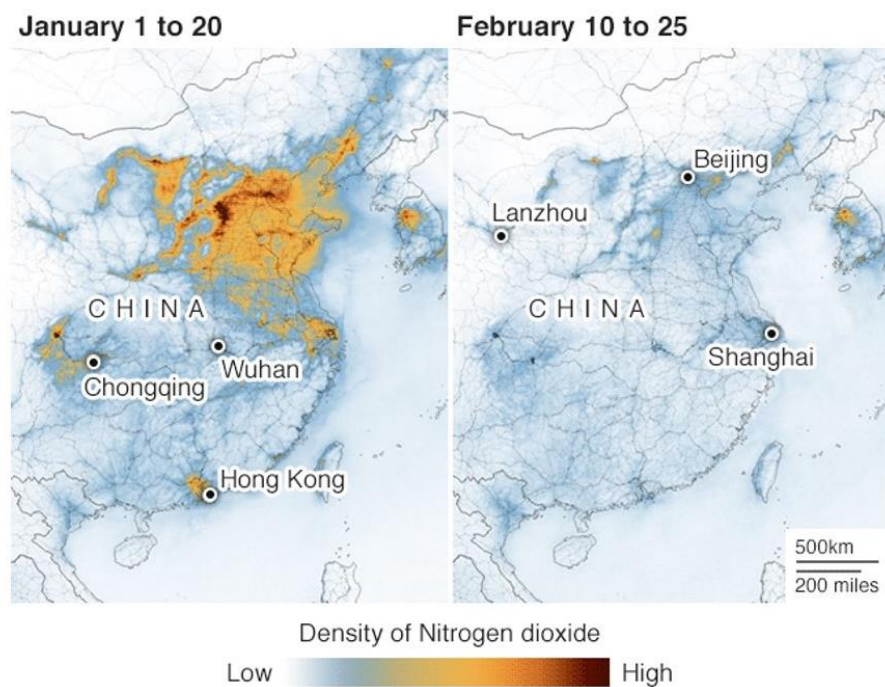 January 1 to 20
February 10 to 25
Beijing
Lanzhou
CHINA
CHINA
Wuhan
Shanghai
Chongqing
Hong Kong
500km
200 miles
Density of Nitrogen dioxide
Low
High